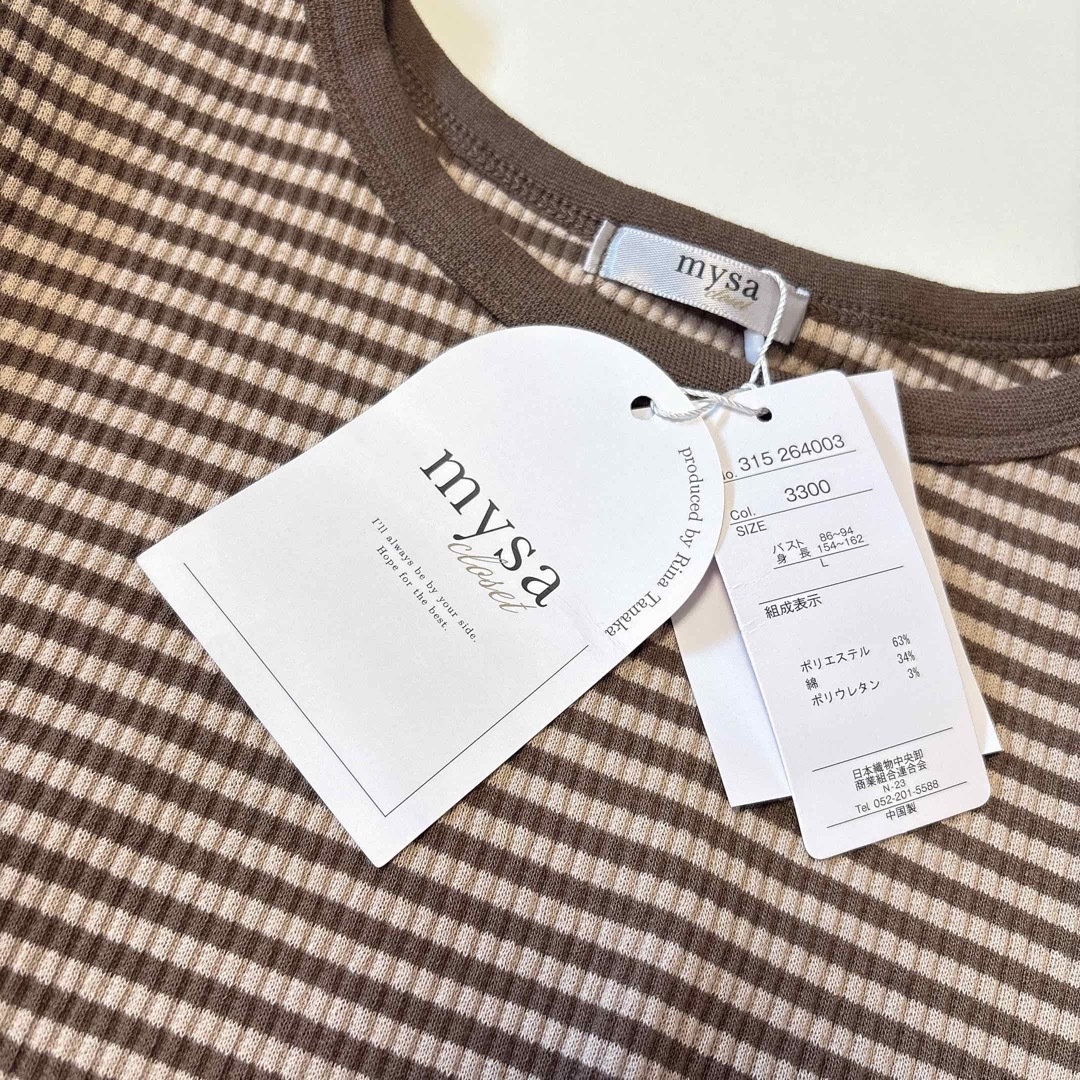 mysa
closet
mysa
closet
I'll always be by your side.
Hope for the best.
produced by Rina Tanaka
No. 315 264003
Col. 3300
SIZE
バスト 86~94
身長 154~162
L
組成表示
ポリエステル 63%
綿 34%
ポリウレタン 3%
日本織物中央卸
商業組合連合会
N-23
Tel 052-201-5588
中国製